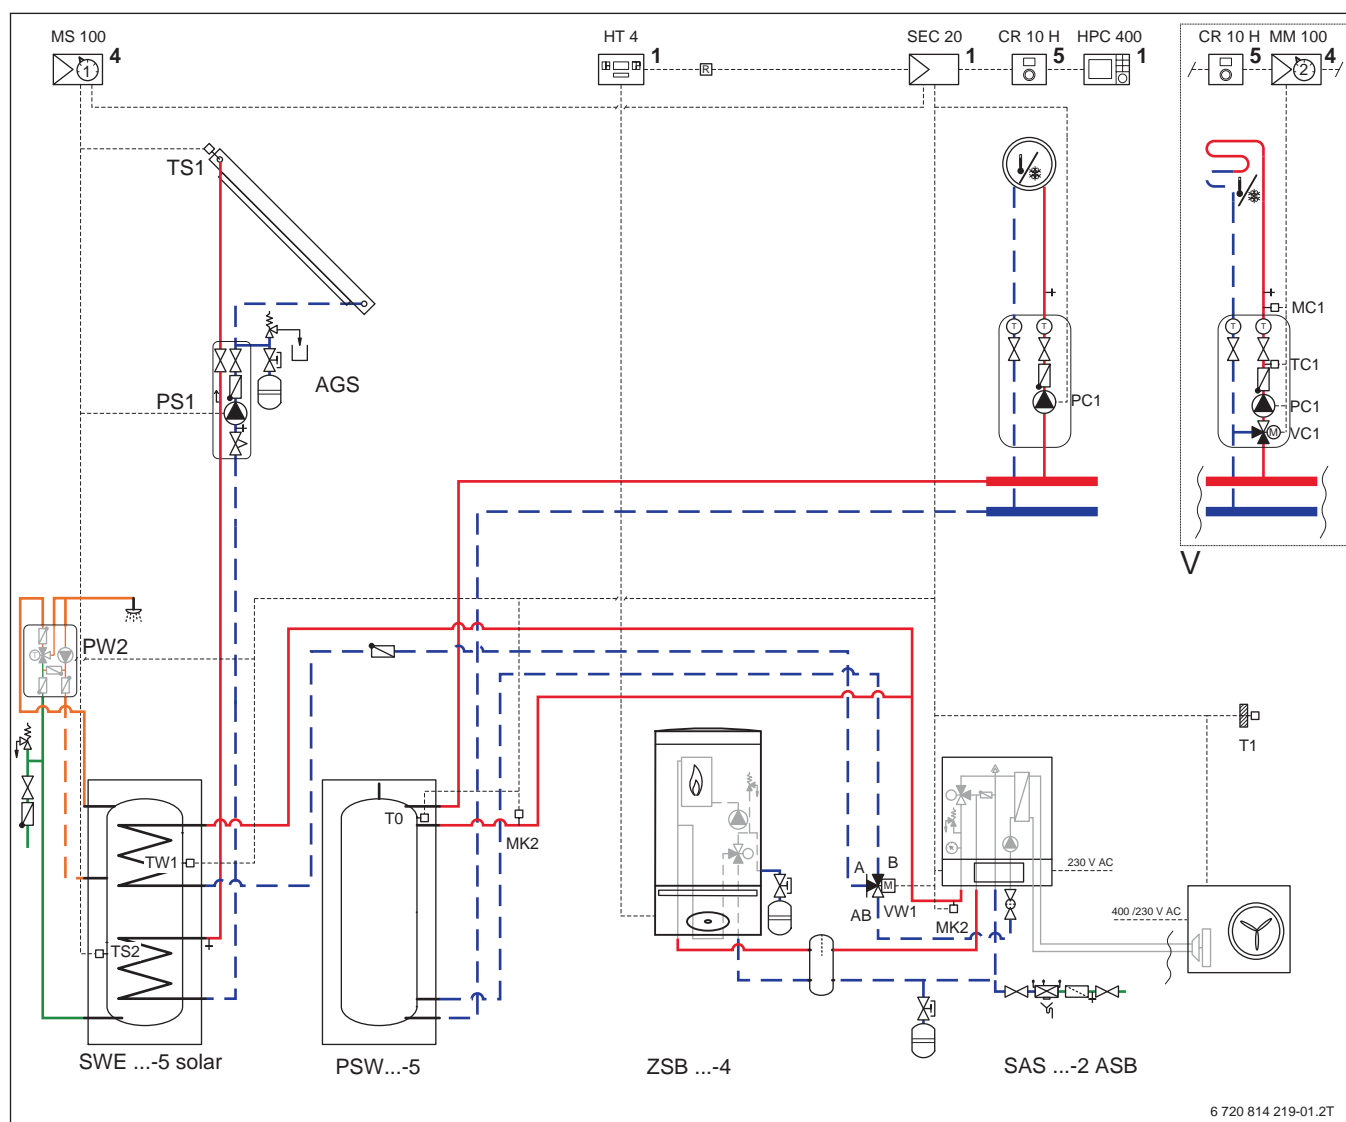 MS 100
4
1
HT 4
1
R
SEC 20
1
CR 10 H
5
HPC 400
1
CR 10 H
5
MM 100
4
2
TS1
AGS
PS1
T
T
PC1
MC1
T
T
TC1
PC1
M
VC1
V
PW2
T
T1
T0
MK2
TW1
TS2
A
B
M
AB
VW1
MK2
230 V AC
400 /230 V AC
SWE ...-5 solar
PSW...-5
ZSB ...-4
SAS ...-2 ASB
6 720 814 219-01.2T